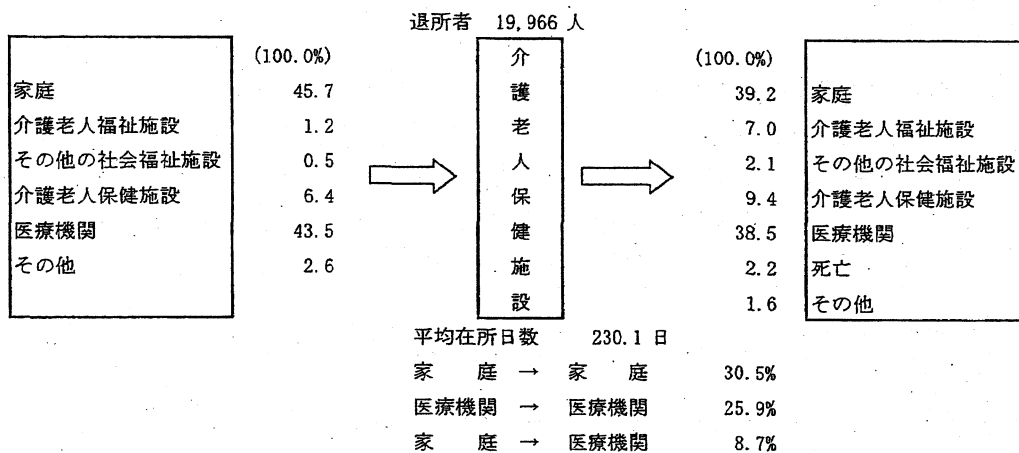 退所者 19,966 人
(100.0%) 介 (100.0%)
家庭 45.7 護 39.2 家庭
介護老人福祉施設 1.2 老 7.0 介護老人福祉施設
その他の社会福祉施設 0.5 人 2.1 その他の社会福祉施設
介護老人保健施設 6.4 保 9.4 介護老人保健施設
医療機関 43.5 健 38.5 医療機関
その他 2.6 施 2.2 死亡
設 1.6 その他
平均在所日数 230.1 日
家 庭 → 家 庭 30.5%
医療機関 → 医療機関 25.9%
家 庭 → 医療機関 8.7%